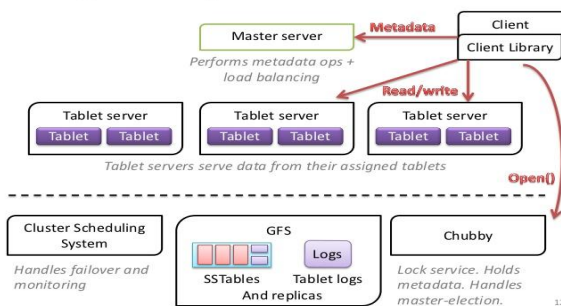 Client
Client Library
Metadata
Master server
Performs metadata ops +
load balancing
Read/write
Tablet server
Tablet Tablet
Tablet server
Tablet Tablet
Tablet server
Tablet Tablet
Tablet servers serve data from their assigned tablets
Open()
Cluster Scheduling
System
Handles failover and
monitoring
GFS
Logs
SSTables Tablet logs
And replicas
Chubby
Lock service. Holds
metadata. Handles
master-election.